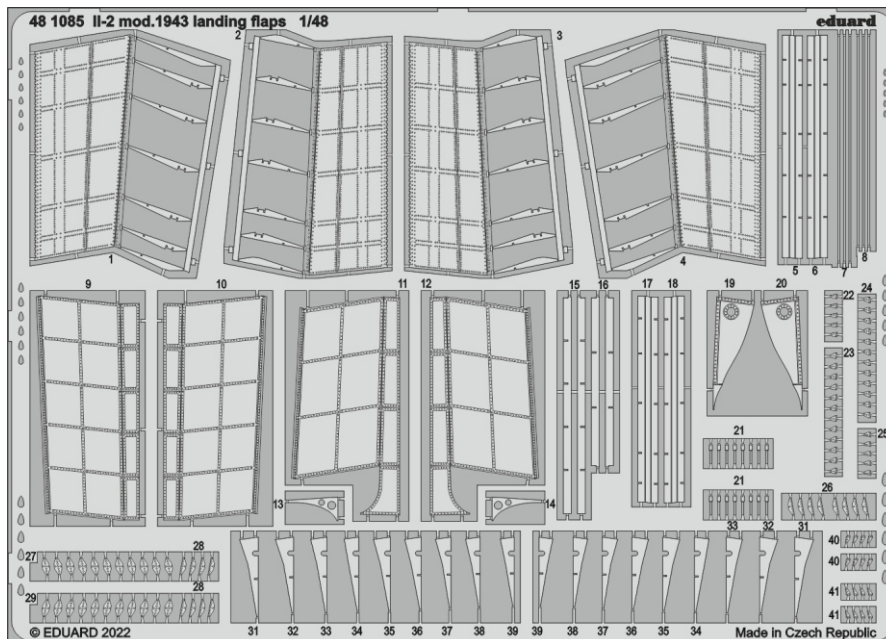 48 1085 Il-2 mod.1943 landing flaps 1/48 eduard
2 3
1 4 5 6 7 8
9 10 11 12 15 16 17 18 19 20 22 24
23
21 25
13 14 21 26
33 32 31 40
27 28 40
29 28 41
41
31 32 33 34 35 36 37 38 39 39 38 37 36 35 34
© EDUARD 2022 Made in Czech Republic